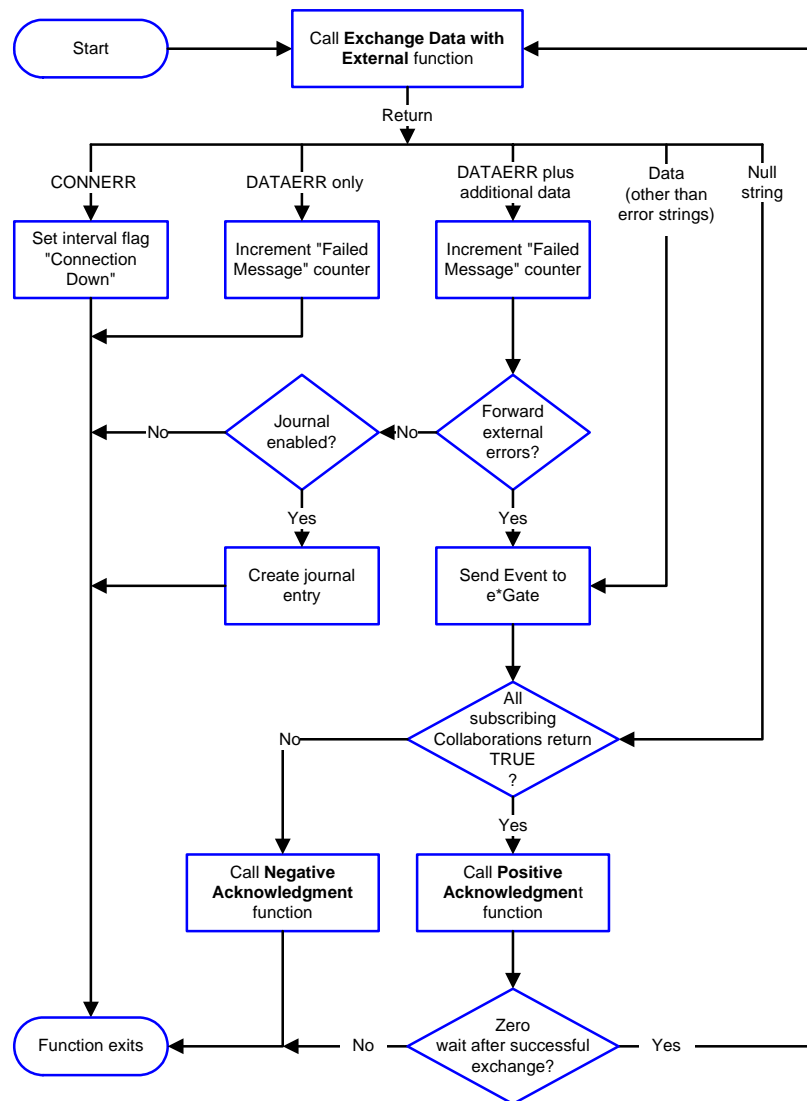 Start
Call Exchange Data with
External function
Return
CONNERR
DATAERR only
DATAERR plus
additional data
Data
(other than
error strings)
Null
string
Set interval flag
"Connection
Down"
Increment "Failed
Message" counter
Increment "Failed
Message" counter
No
Journal
enabled?
No
Forward
external
errors?
Yes
Yes
Create journal
entry
Send Event to
e*Gate
No
All
subscribing
Collaborations return
TRUE
?
Yes
Call Negative
Acknowledgment
function
Call Positive
Acknowledgment
function
Function exits
No
Zero
wait after successful
exchange?
Yes